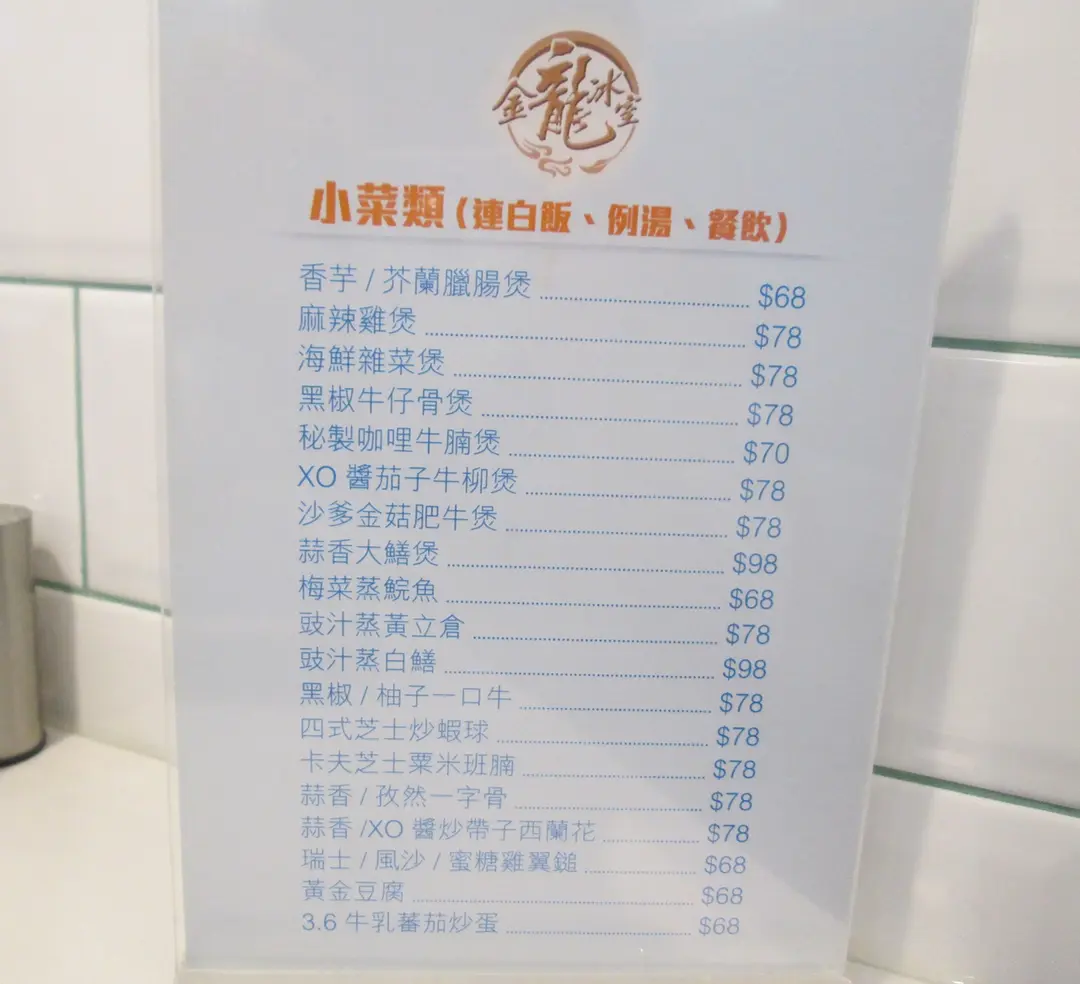 金龍冰室
小菜類(連白飯、例湯、餐飲)
香芋 / 芥蘭臘腸煲 $68
麻辣雞煲 $78
海鮮雜菜煲 $78
黑椒牛仔骨煲 $78
秘製咖哩牛腩煲 $70
XO 醬茄子牛柳煲 $78
沙爹金菇肥牛煲 $78
蒜香大鱔煲 $98
梅菜蒸鯇魚 $68
豉汁蒸黃立倉 $78
豉汁蒸白鱔 $98
黑椒 / 柚子一口牛 $78
四式芝士炒蝦球 $78
卡夫芝士粟米班腩 $78
蒜香 / 孜然一字骨 $78
蒜香 /XO 醬炒帶子西蘭花 $78
瑞士 / 風沙 / 蜜糖雞翼鎚 $68
黃金豆腐 $68
3.6 牛乳蕃茄炒蛋 $68